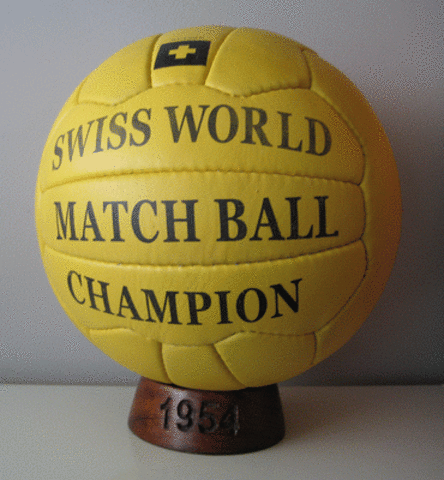 SWISS WORLD
MATCH BALL
CHAMPION
1954